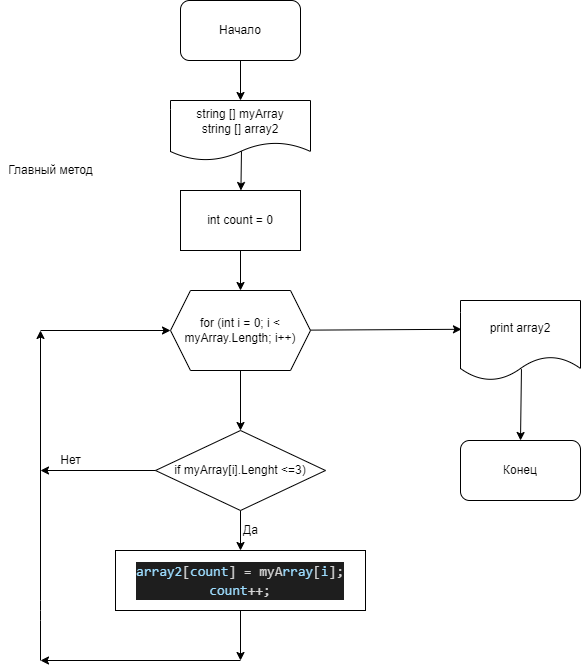 Начало
string [] myArray
string [] array2
Главный метод
int count = 0
for (int i = 0; i <
myArray.Length; i++)
print array2
Нет
if myArray[i].Lenght <=3)
Конец
Да
array2[count] = myArray[i];
count++;